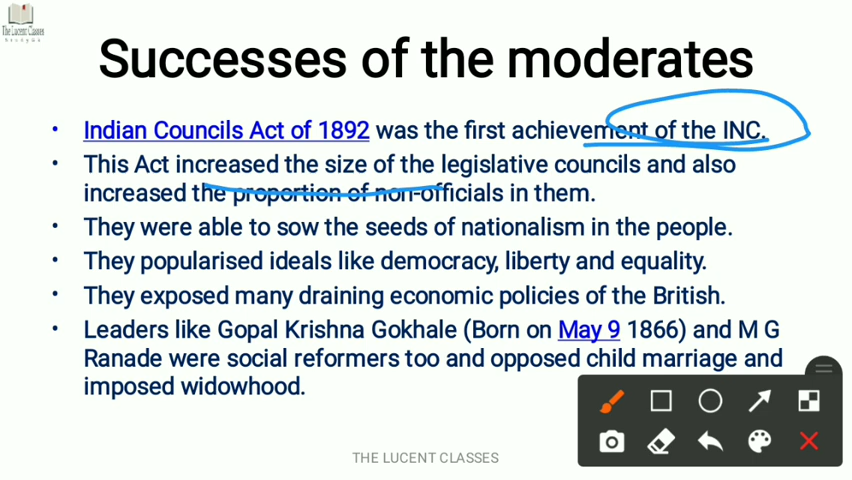 The Lucent Classes
Successes of the moderates
• Indian Councils Act of 1892 was the first achievement of the INC.
• This Act increased the size of the legislative councils and also
increased the proportion of non-officials in them.
• They were able to sow the seeds of nationalism in the people.
• They popularised ideals like democracy, liberty and equality.
• They exposed many draining economic policies of the British.
• Leaders like Gopal Krishna Gokhale (Born on May 9 1866) and M G
Ranade were social reformers too and opposed child marriage and
imposed widowhood.
THE LUCENT CLASSES